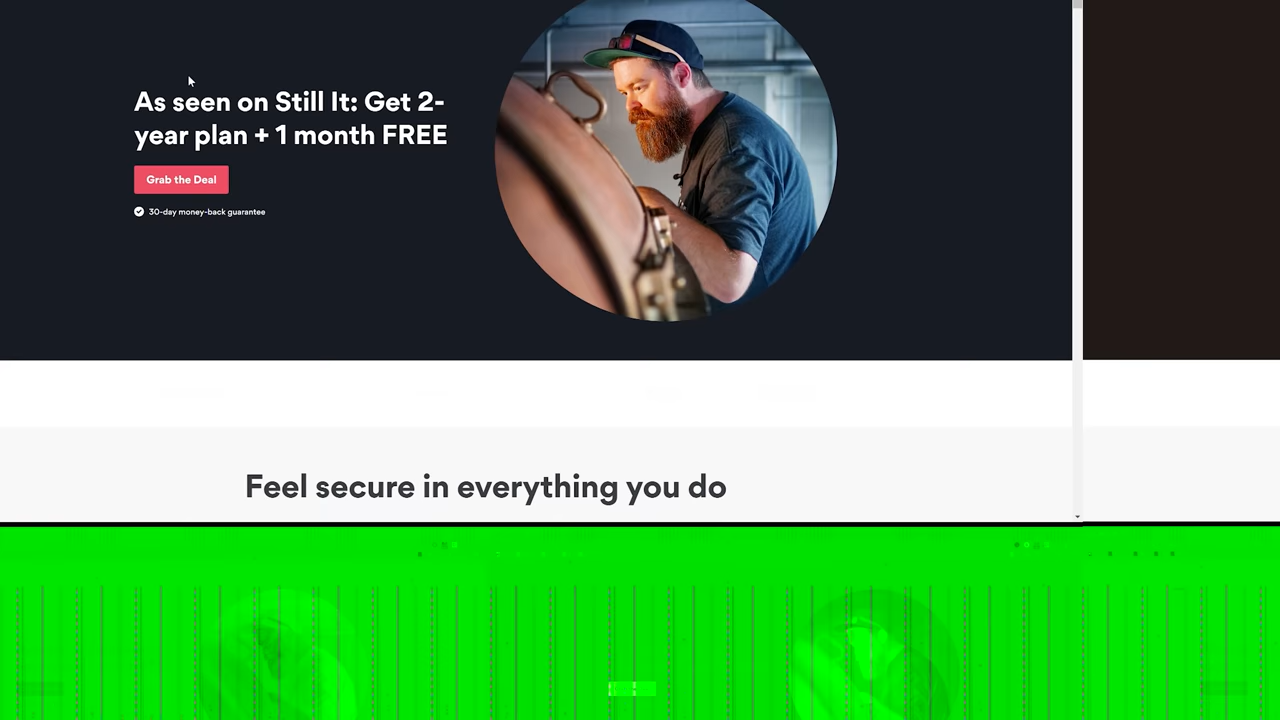 As seen on Still It: Get 2-
year plan + 1 month FREE
Grab the Deal
30-day money-back guarantee
Feel secure in everything you do